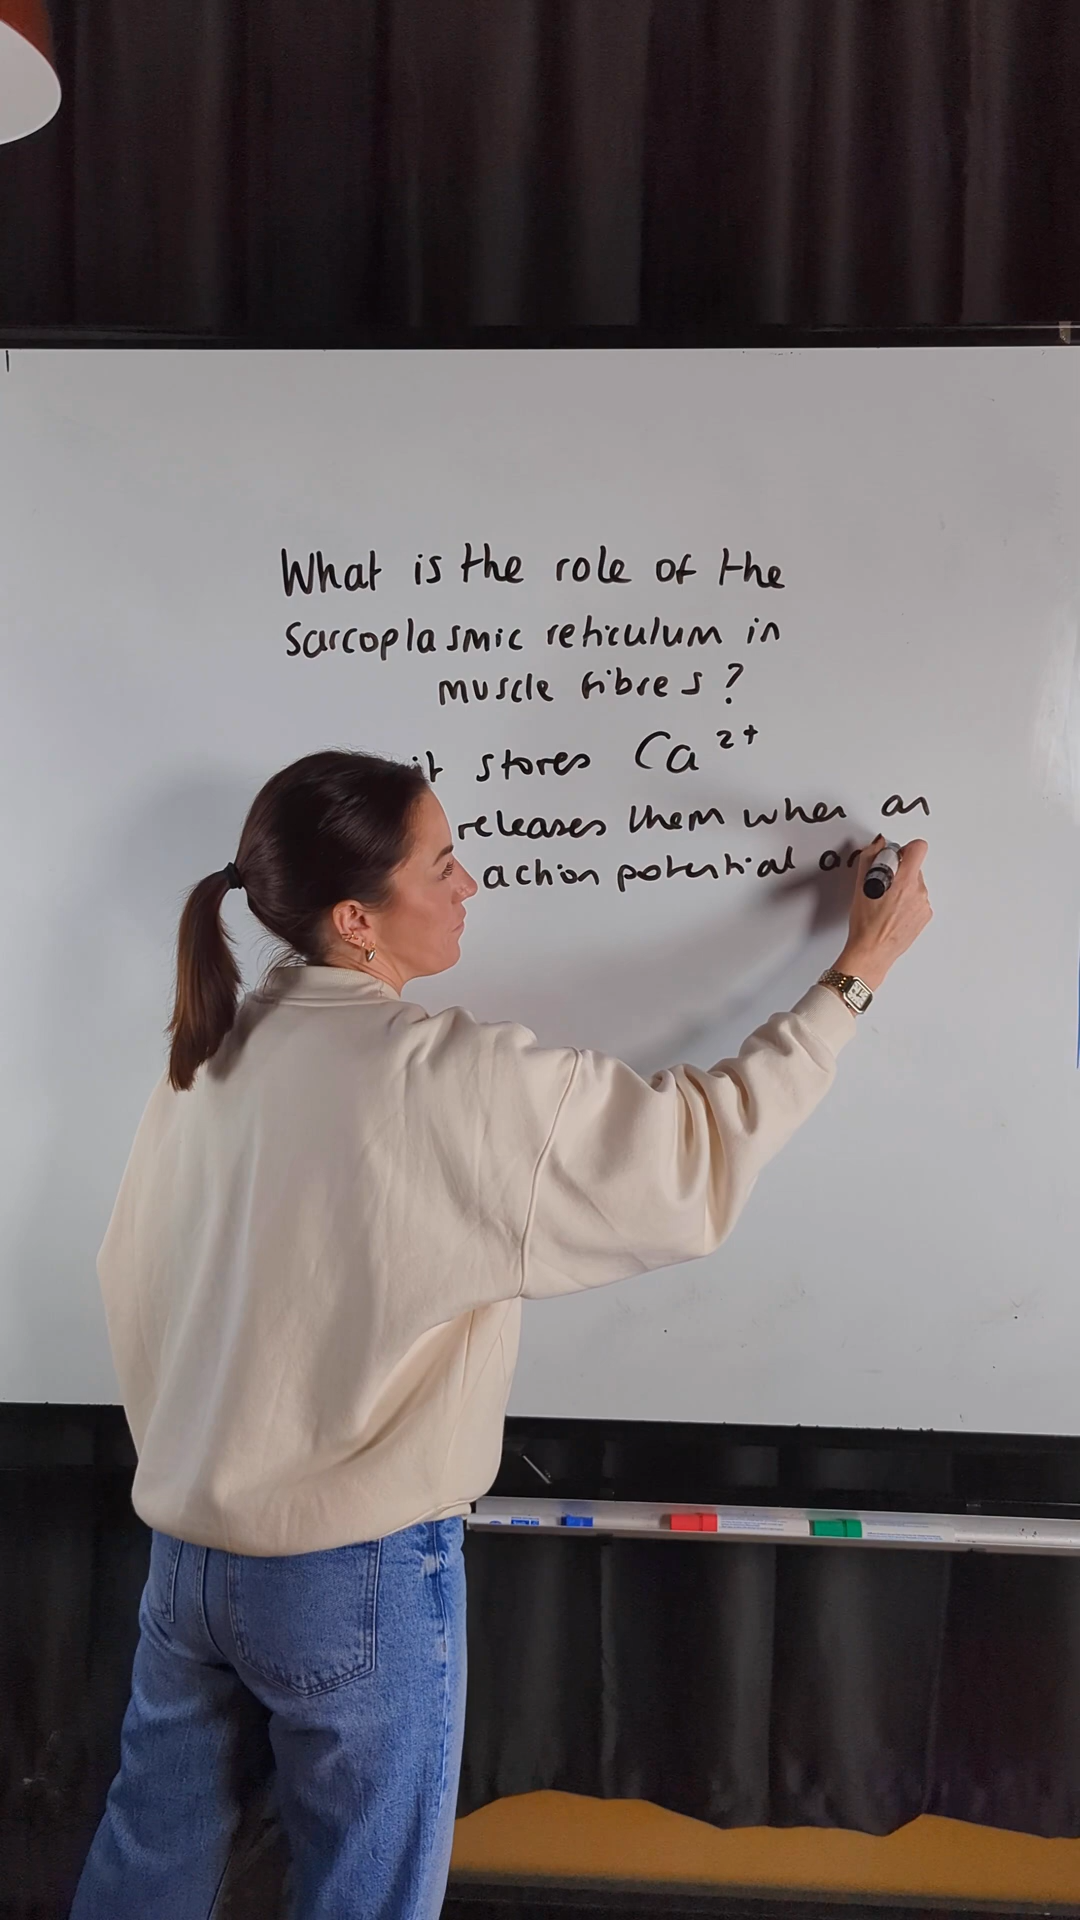 What is the role of the
sarcoplasmic reticulum in
muscle fibres?
it stores Ca²⁺
releases them when an
action potential